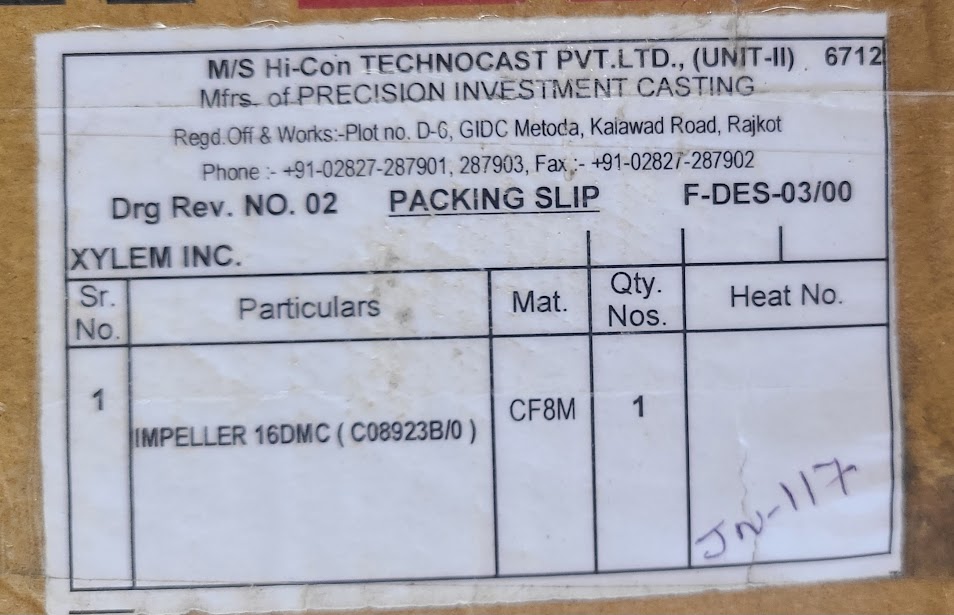 M/S Hi-Con TECHNOCAST PVT.LTD., (UNIT-II) 6712
Mfrs. of PRECISION INVESTMENT CASTING
Regd.Off & Works:-Plot no. D-6, GIDC Metoda, Kalawad Road, Rajkot
Phone :- +91-02827-287901, 287903, Fax :- +91-02827-287902
Drg Rev. NO. 02 PACKING SLIP F-DES-03/00
XYLEM INC.
Sr. No. Particulars Mat. Qty. Nos. Heat No.
1 IMPELLER 16DMC ( C08923B/0 ) CF8M 1
JN-117